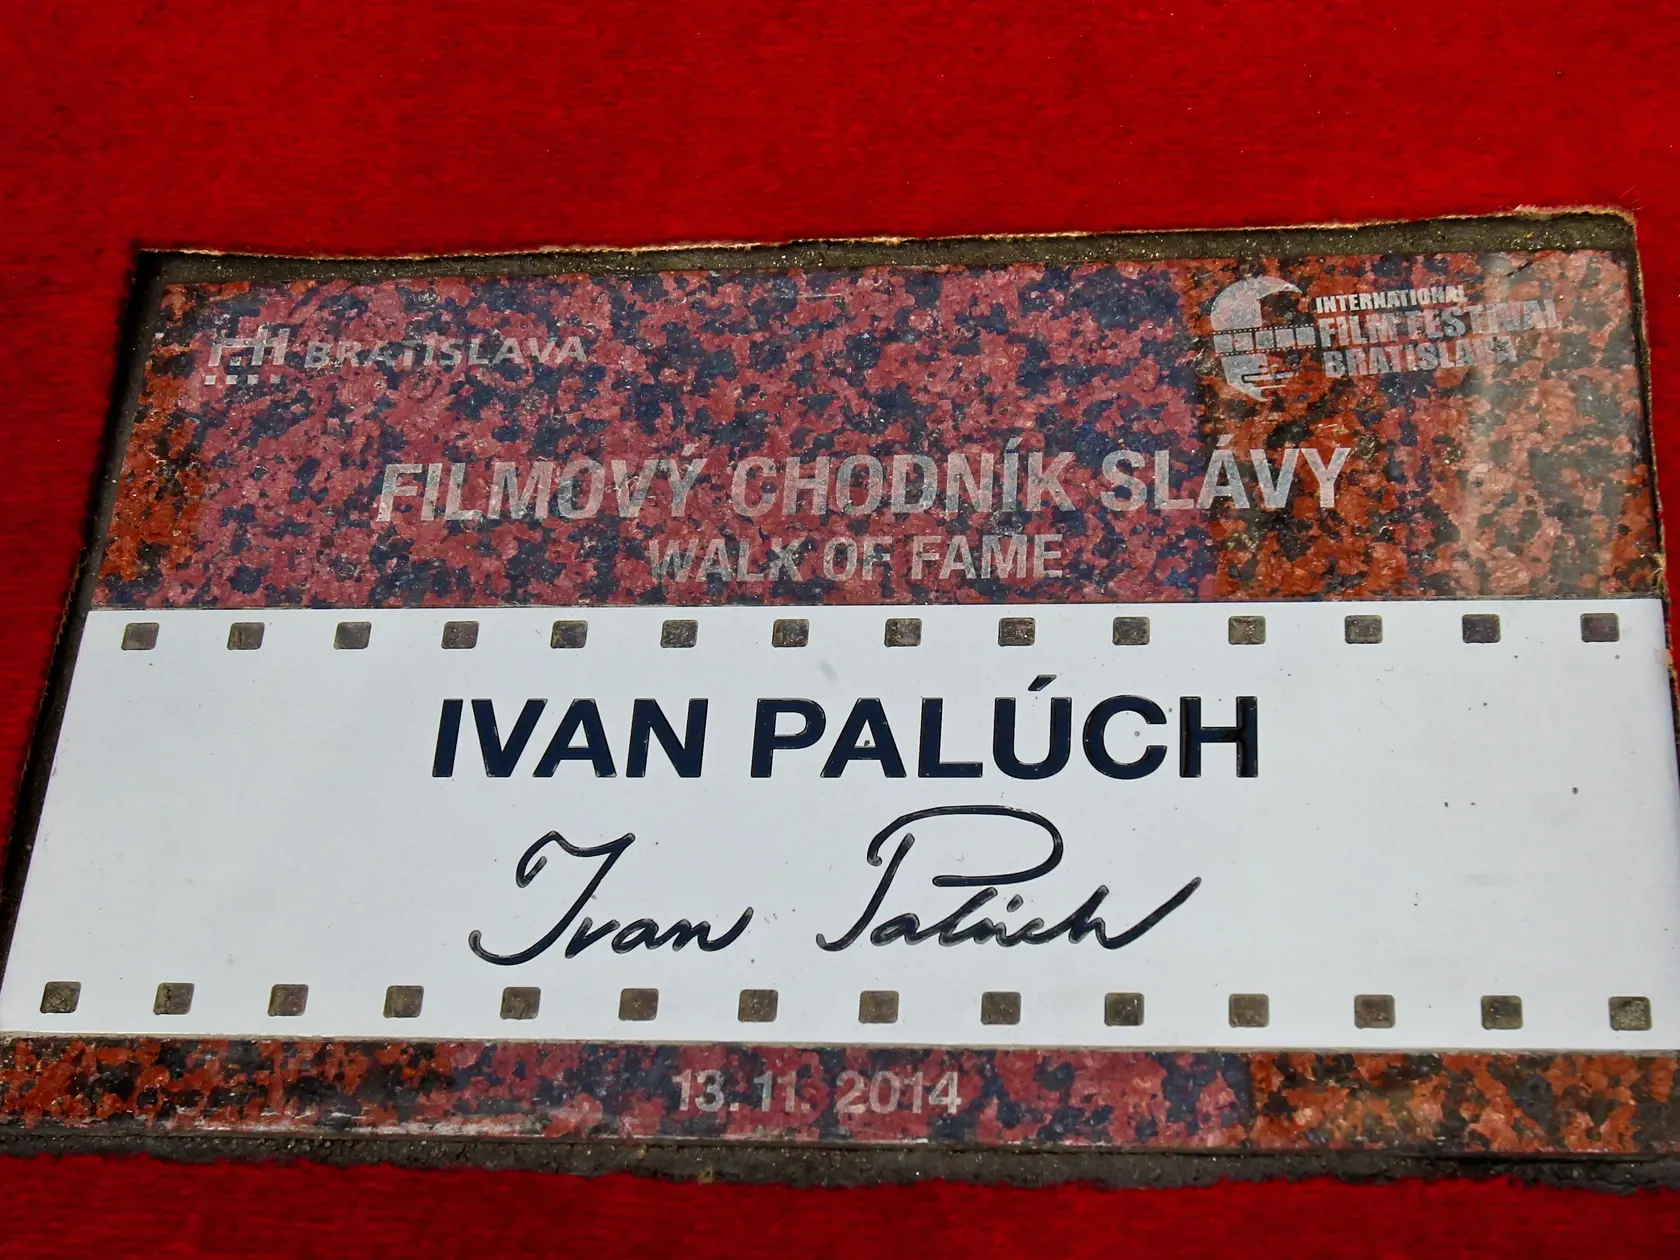 BRATISLAVA
INTERNATIONAL
FILM FESTIVAL
BRATISLAVA
FILMOVÝ CHODNÍK SLÁVY
WALK OF FAME
IVAN PALÚCH
Ivan Palúch
13.11.2014